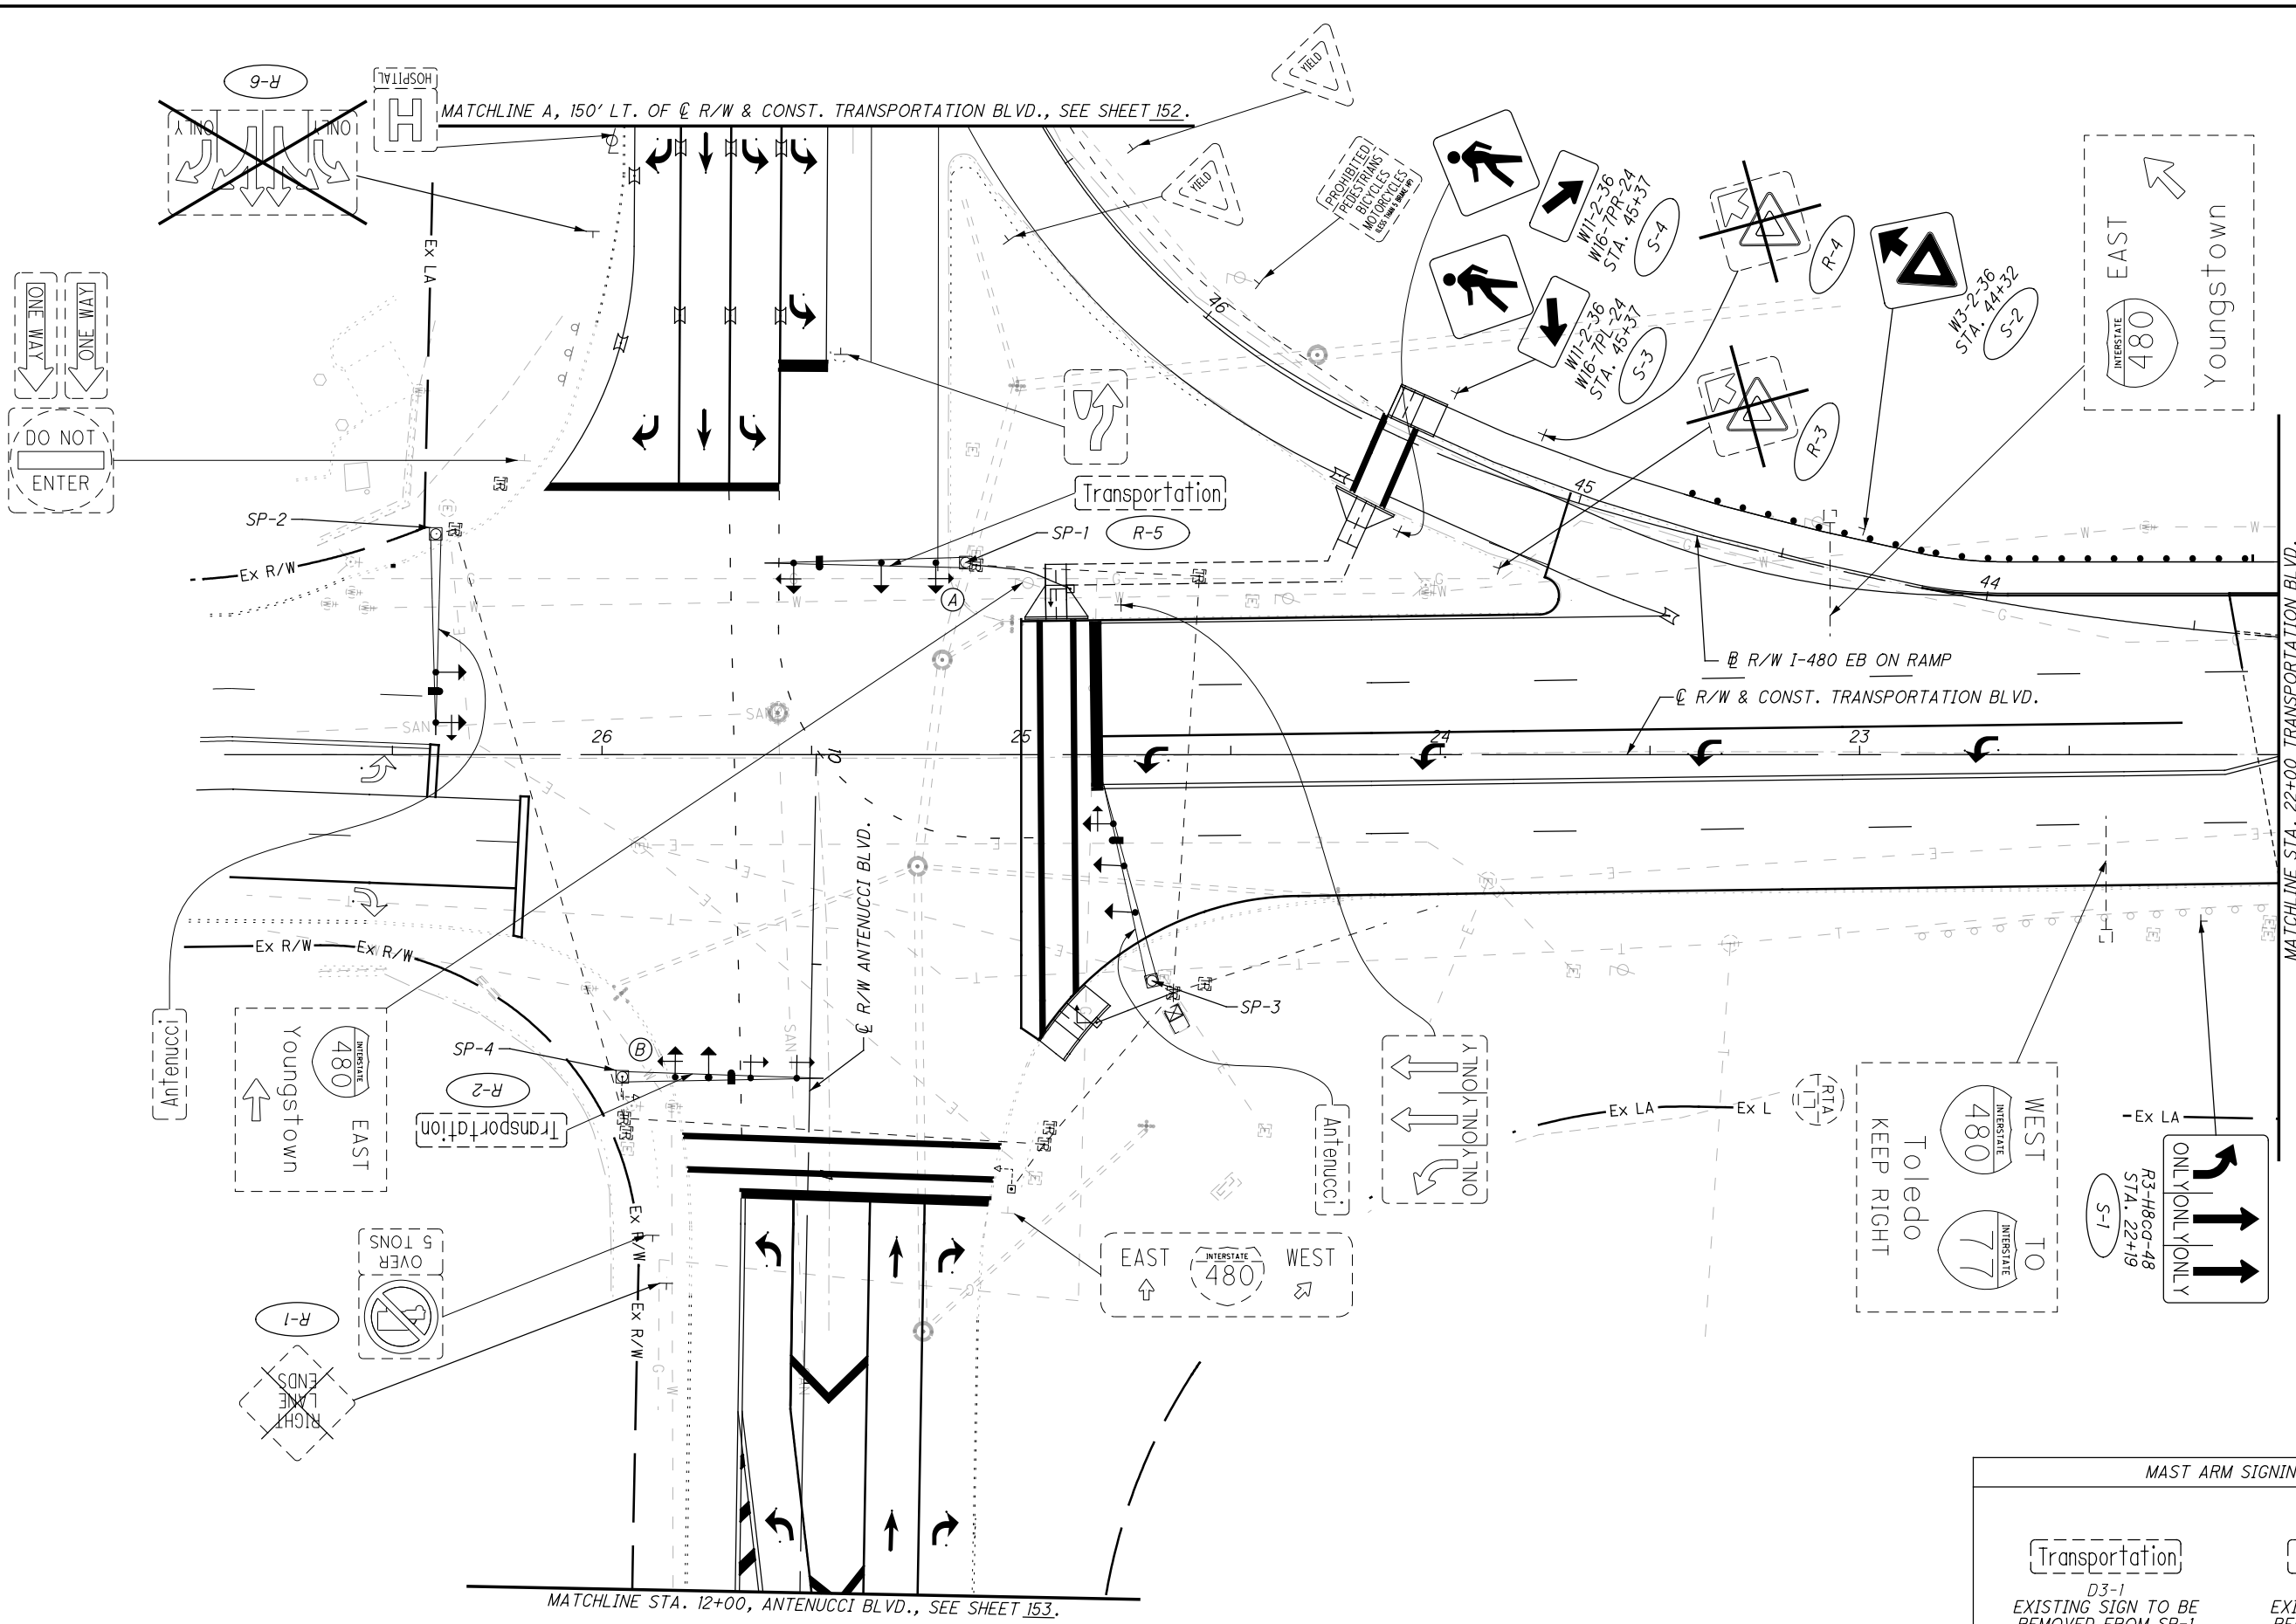 R-6
HOSPITAL
H
ONLY
ONLY
MATCHLINE A, 150' LT. OF ℄ R/W & CONST. TRANSPORTATION BLVD., SEE SHEET 152.
YIELD
YIELD
PROHIBITED
PEDESTRIANS
BICYCLES
MOTORCYCLES
W11-2-36
W16-7PR-24
STA. 45+37
S-4
W11-2-36
W16-7PL-24
STA. 45+37
S-3
R-4
R-3
W3-2-36
STA. 44+32
S-2
EAST
INTERSTATE
480
Youngstown
ONE WAY
ONE WAY
DO NOT
ENTER
Ex LA
46
45
44
SP-2
Ex R/W
Transportation
SP-1
R-5
A
℄ R/W I-480 EB ON RAMP
℄ R/W & CONST. TRANSPORTATION BLVD.
26
25
24
23
10
MATCHLINE STA. 22+00 TRANSPORTATION BLVD.
℄ R/W ANTENUCCI BLVD.
Ex R/W
Ex R/W
SP-3
SP-4
B
R-2
Transportation
Antenucci
Youngstown
INTERSTATE
480
EAST
Antenucci
ONLY
ONLY
ONLY
Ex LA
Ex L
RTA
WEST
INTERSTATE
480
TO
INTERSTATE
77
Toledo
KEEP RIGHT
Ex LA
ONLY
ONLY
ONLY
R3-H8ca-48
STA. 22+19
S-1
EAST
INTERSTATE
480
WEST
Ex R/W
Ex R/W
OVER
5 TONS
R-1
RIGHT
LANE
ENDS
MATCHLINE STA. 12+00, ANTENUCCI BLVD., SEE SHEET 153.
MAST ARM SIGNIN
Transportation
D3-1
EXISTING SIGN TO BE
REMOVED FROM SP-1